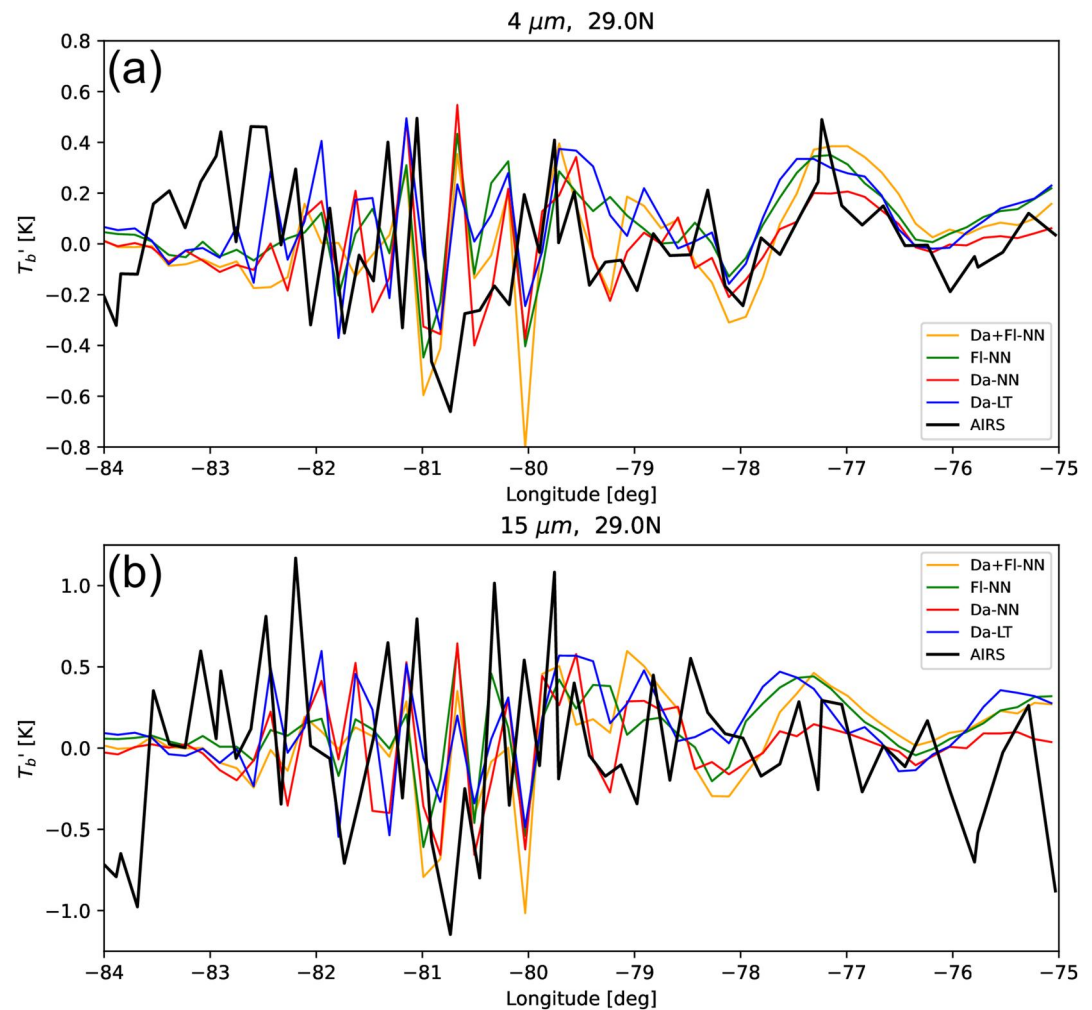 4 μm, 29.0N
(a)
0.8
0.6
0.4
0.2
0.0
−0.2
−0.4
−0.6
−0.8
T_b' [K]
Da+Fl-NN
Fl-NN
Da-NN
Da-LT
AIRS
−84 −83 −82 −81 −80 −79 −78 −77 −76 −75
Longitude [deg]
15 μm, 29.0N
(b)
1.0
0.5
0.0
−0.5
−1.0
T_b' [K]
Da+Fl-NN
Fl-NN
Da-NN
Da-LT
AIRS
−84 −83 −82 −81 −80 −79 −78 −77 −76 −75
Longitude [deg]